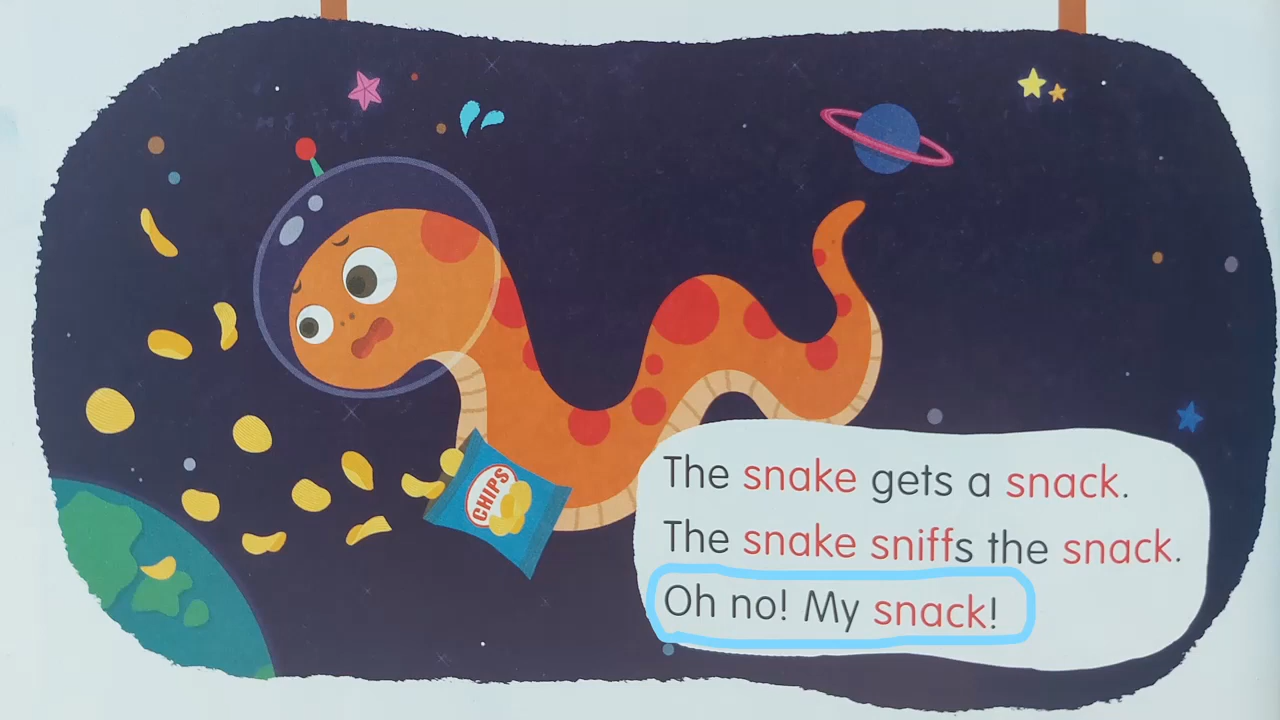 CHIPS
The snake gets a snack.
The snake sniffs the snack.
Oh no! My snack!